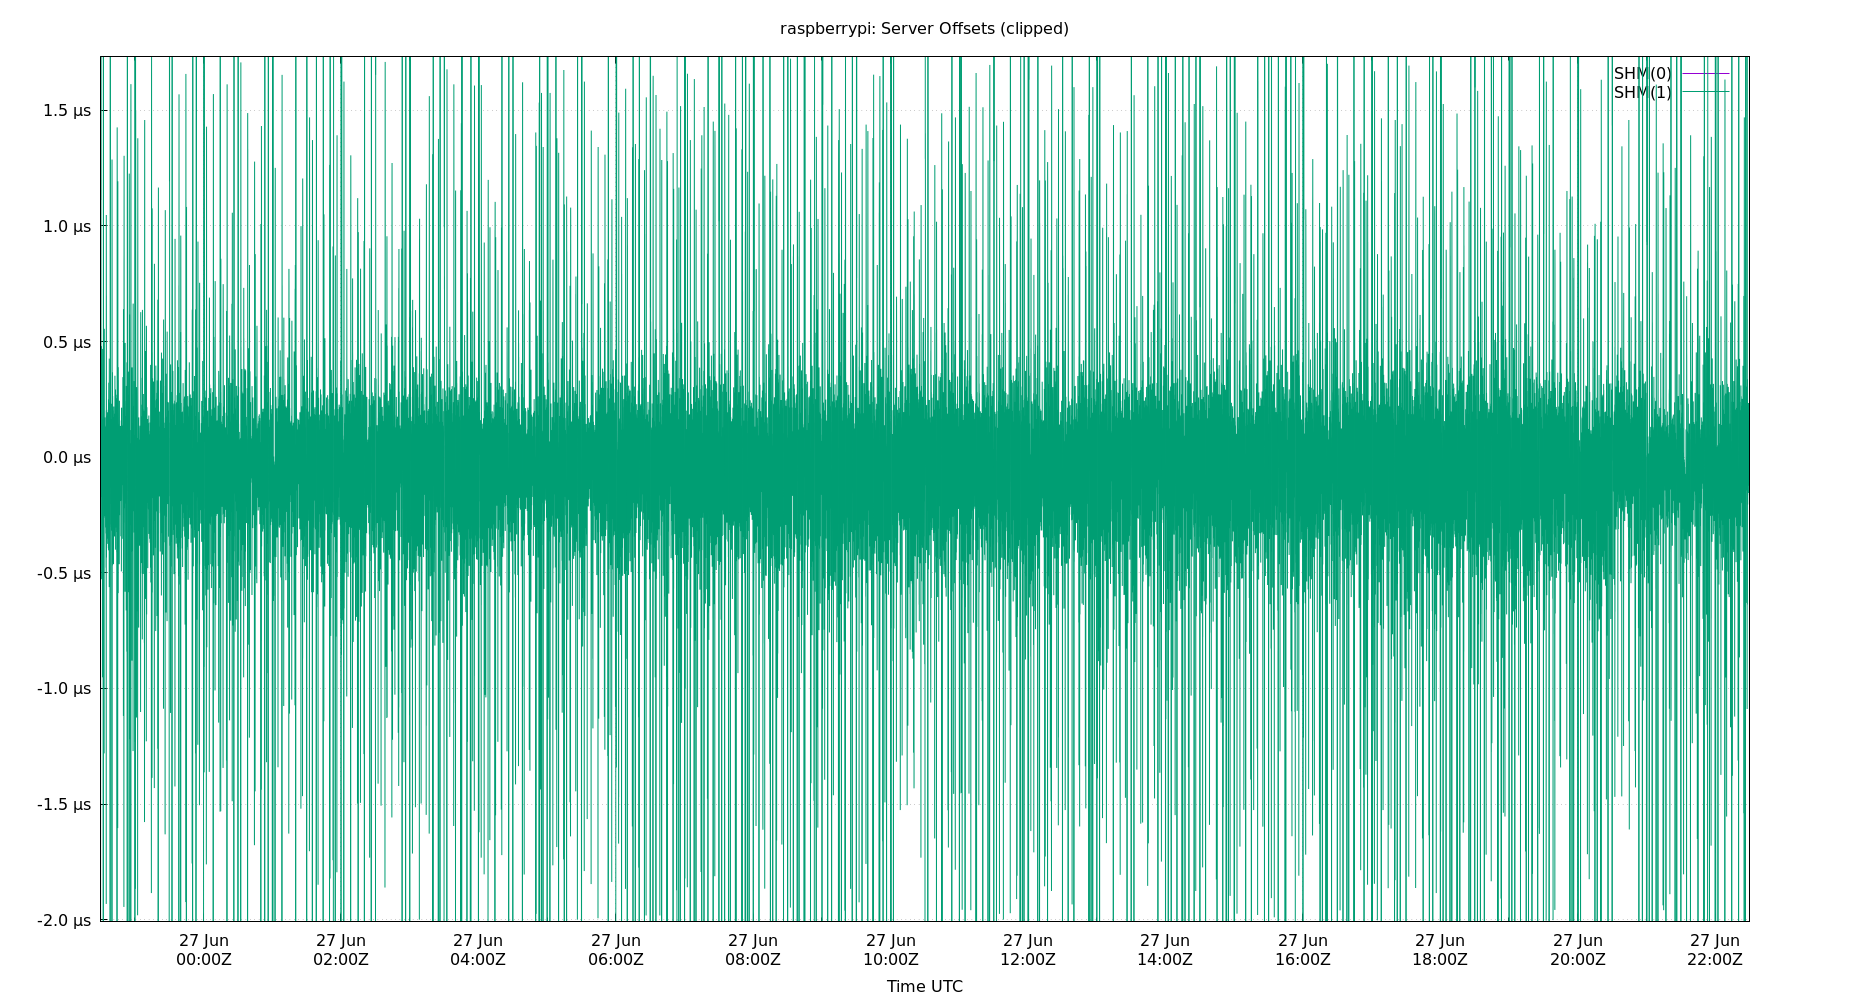 raspberrypi: Server Offsets (clipped)
SHM(0)
SHM(1)
1.5 µs
1.0 µs
0.5 µs
0.0 µs
-0.5 µs
-1.0 µs
-1.5 µs
-2.0 µs
27 Jun 27 Jun 27 Jun 27 Jun 27 Jun 27 Jun 27 Jun 27 Jun 27 Jun 27 Jun 27 Jun 27 Jun
00:00Z 02:00Z 04:00Z 06:00Z 08:00Z 10:00Z 12:00Z 14:00Z 16:00Z 18:00Z 20:00Z 22:00Z
Time UTC